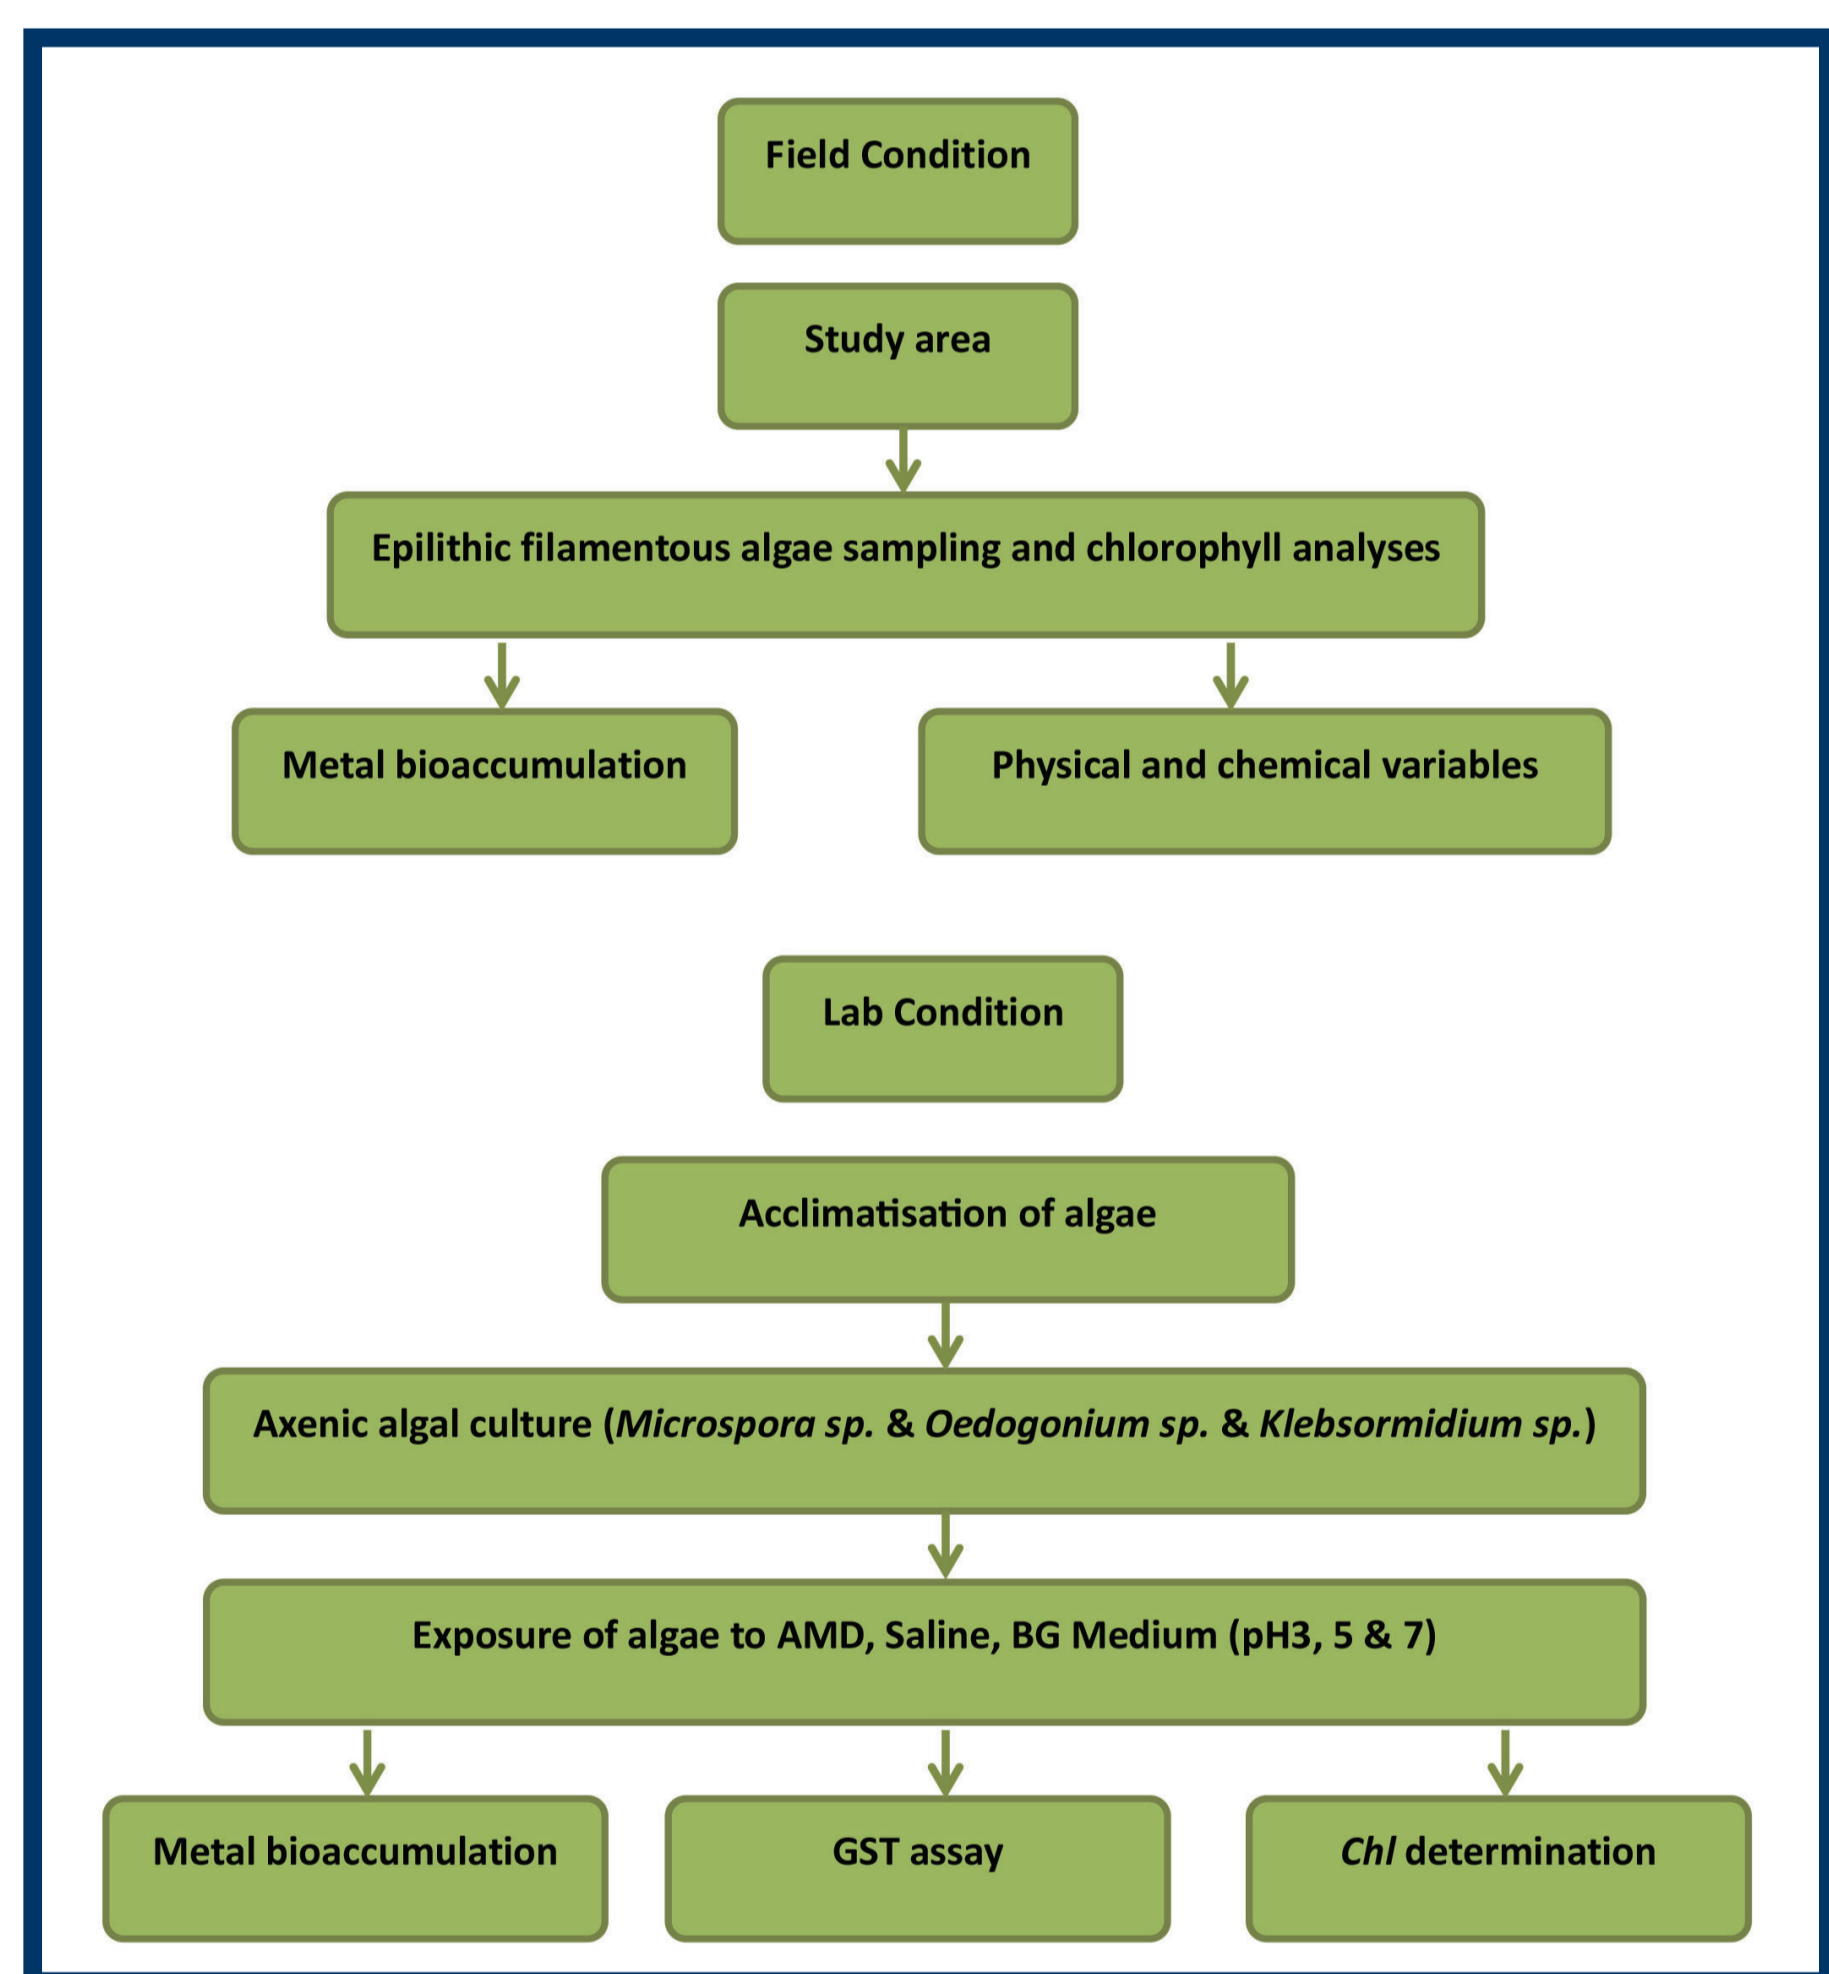 Field Condition
Study area
Epilithic filamentous algae sampling and chlorophyll analyses
Metal bioaccumulation
Physical and chemical variables
Lab Condition
Acclimatisation of algae
Axenic algal culture (Microspora sp. & Oedogonium sp. & Klebsormidium sp.)
Exposure of algae to AMD, Saline, BG Medium (pH3, 5 & 7)
Metal bioaccumulation
GST assay
Chl determination